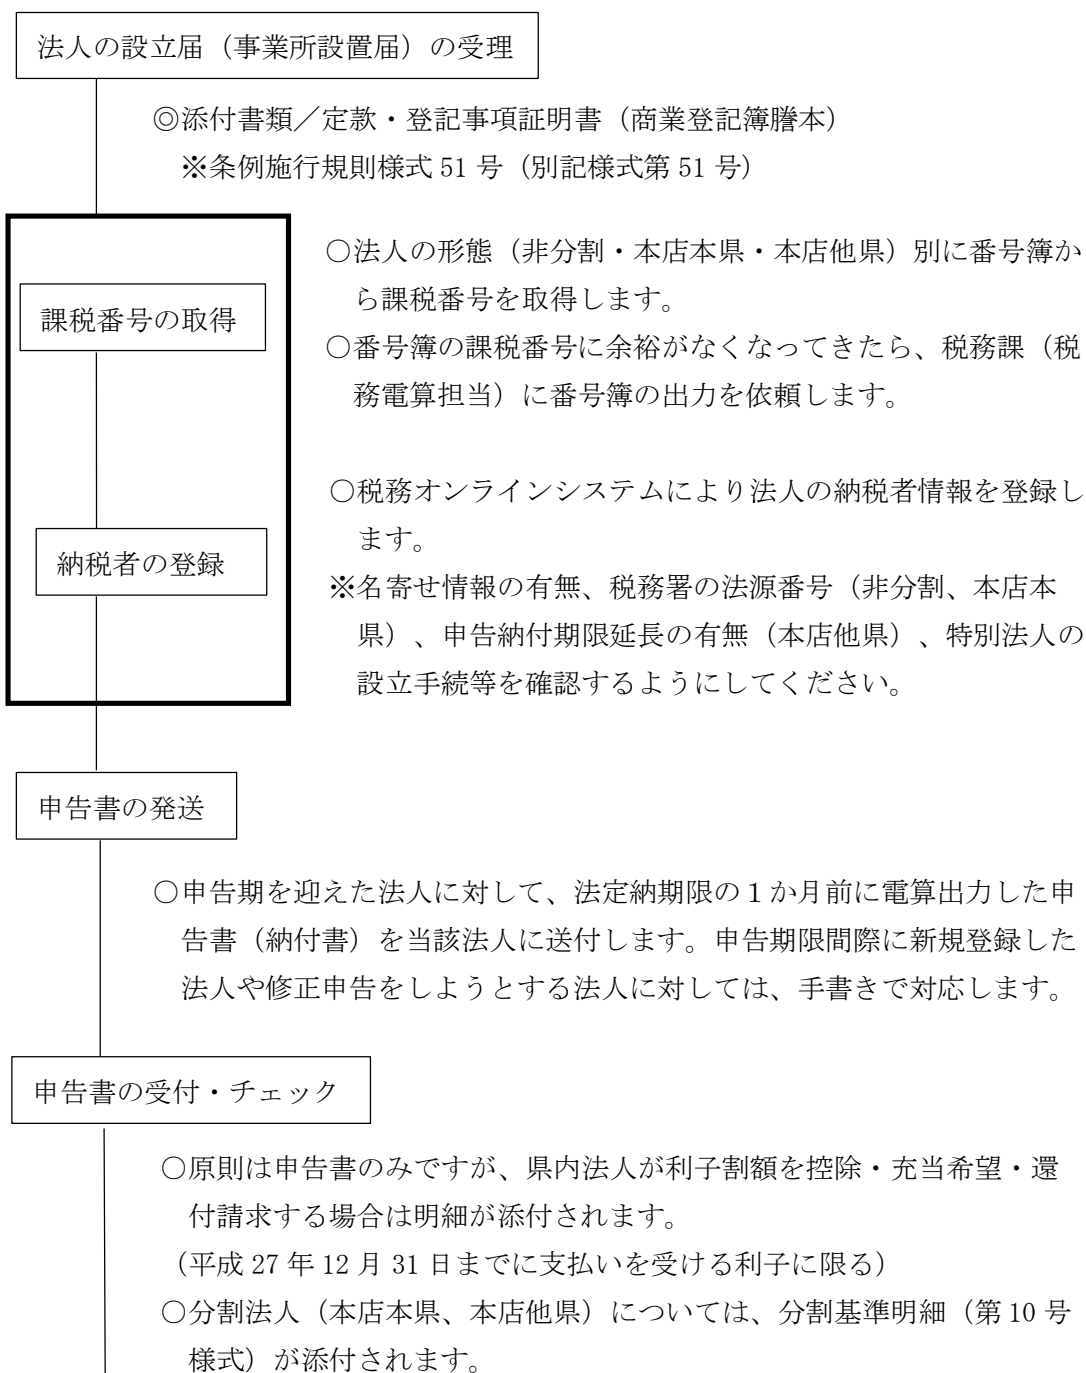 法人の設立届（事業所設置届）の受理
◎添付書類／定款・登記事項証明書（商業登記簿謄本）
※条例施行規則様式 51 号（別記様式第 51 号）
○法人の形態（非分割・本店本県・本店他県）別に番号簿か
ら課税番号を取得します。
課税番号の取得
○番号簿の課税番号に余裕がなくなってきたら、税務課（税
務電算担当）に番号簿の出力を依頼します。
○税務オンラインシステムにより法人の納税者情報を登録し
ます。
納税者の登録
※名寄せ情報の有無、税務署の法源番号（非分割、本店本
県）、申告納付期限延長の有無（本店他県）、特別法人の
設立手続等を確認するようにしてください。
申告書の発送
○申告期を迎えた法人に対して、法定納期限の１か月前に電算出力した申
告書（納付書）を当該法人に送付します。申告期限間際に新規登録した
法人や修正申告をしようとする法人に対しては、手書きで対応します。
申告書の受付・チェック
○原則は申告書のみですが、県内法人が利子割額を控除・充当希望・還
付請求する場合は明細が添付されます。
（平成 27 年 12 月 31 日までに支払いを受ける利子に限る）
○分割法人（本店本県、本店他県）については、分割基準明細（第 10 号
様式）が添付されます。